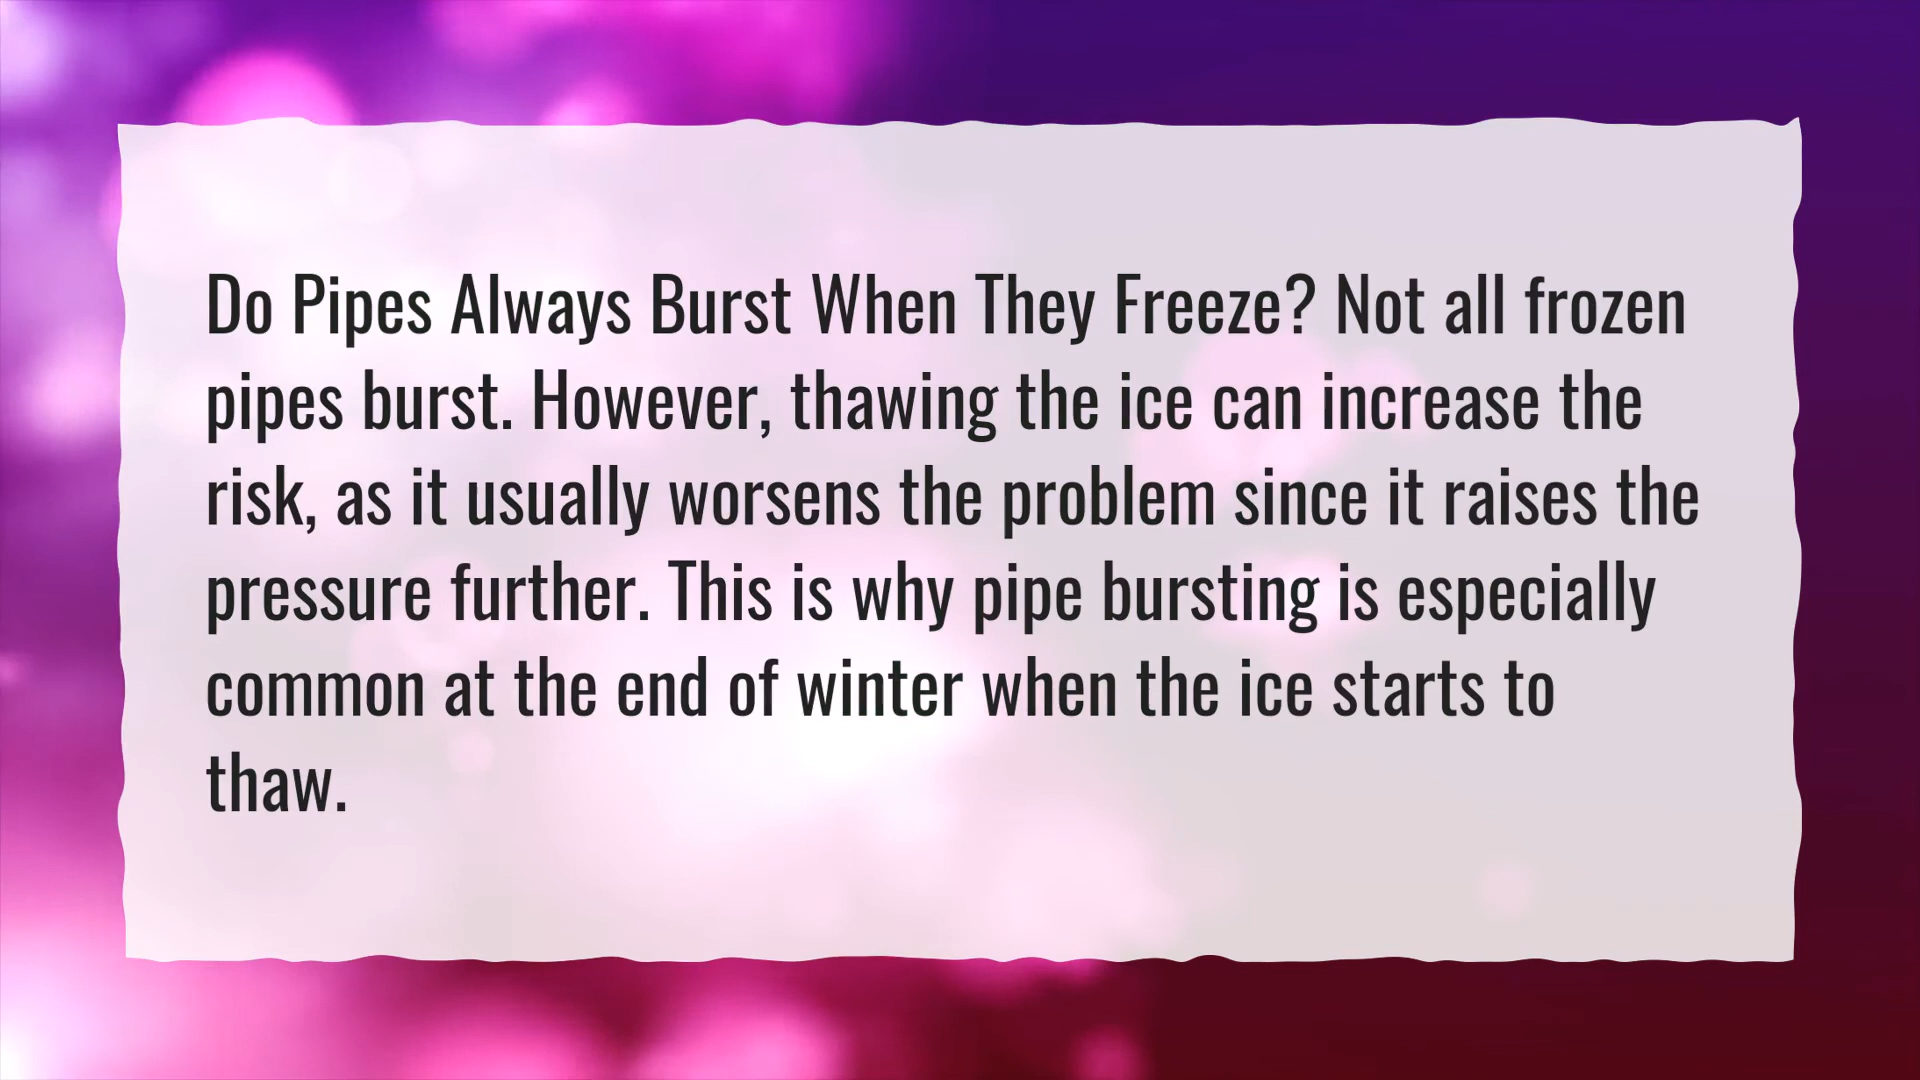 Do Pipes Always Burst When They Freeze? Not all frozen
pipes burst. However, thawing the ice can increase the
risk, as it usually worsens the problem since it raises the
pressure further. This is why pipe bursting is especially
common at the end of winter when the ice starts to
thaw.